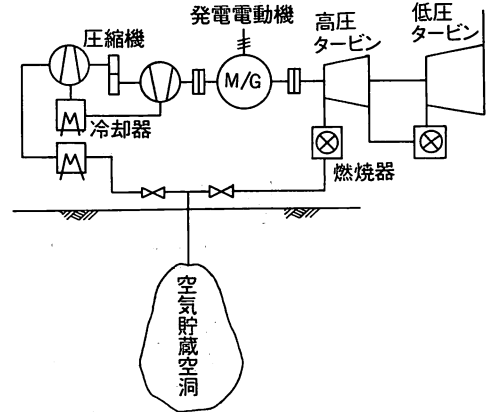 発電電動機
高圧
タービン
低圧
タービン
圧縮機
M/G
冷却器
燃焼器
空気貯蔵空洞